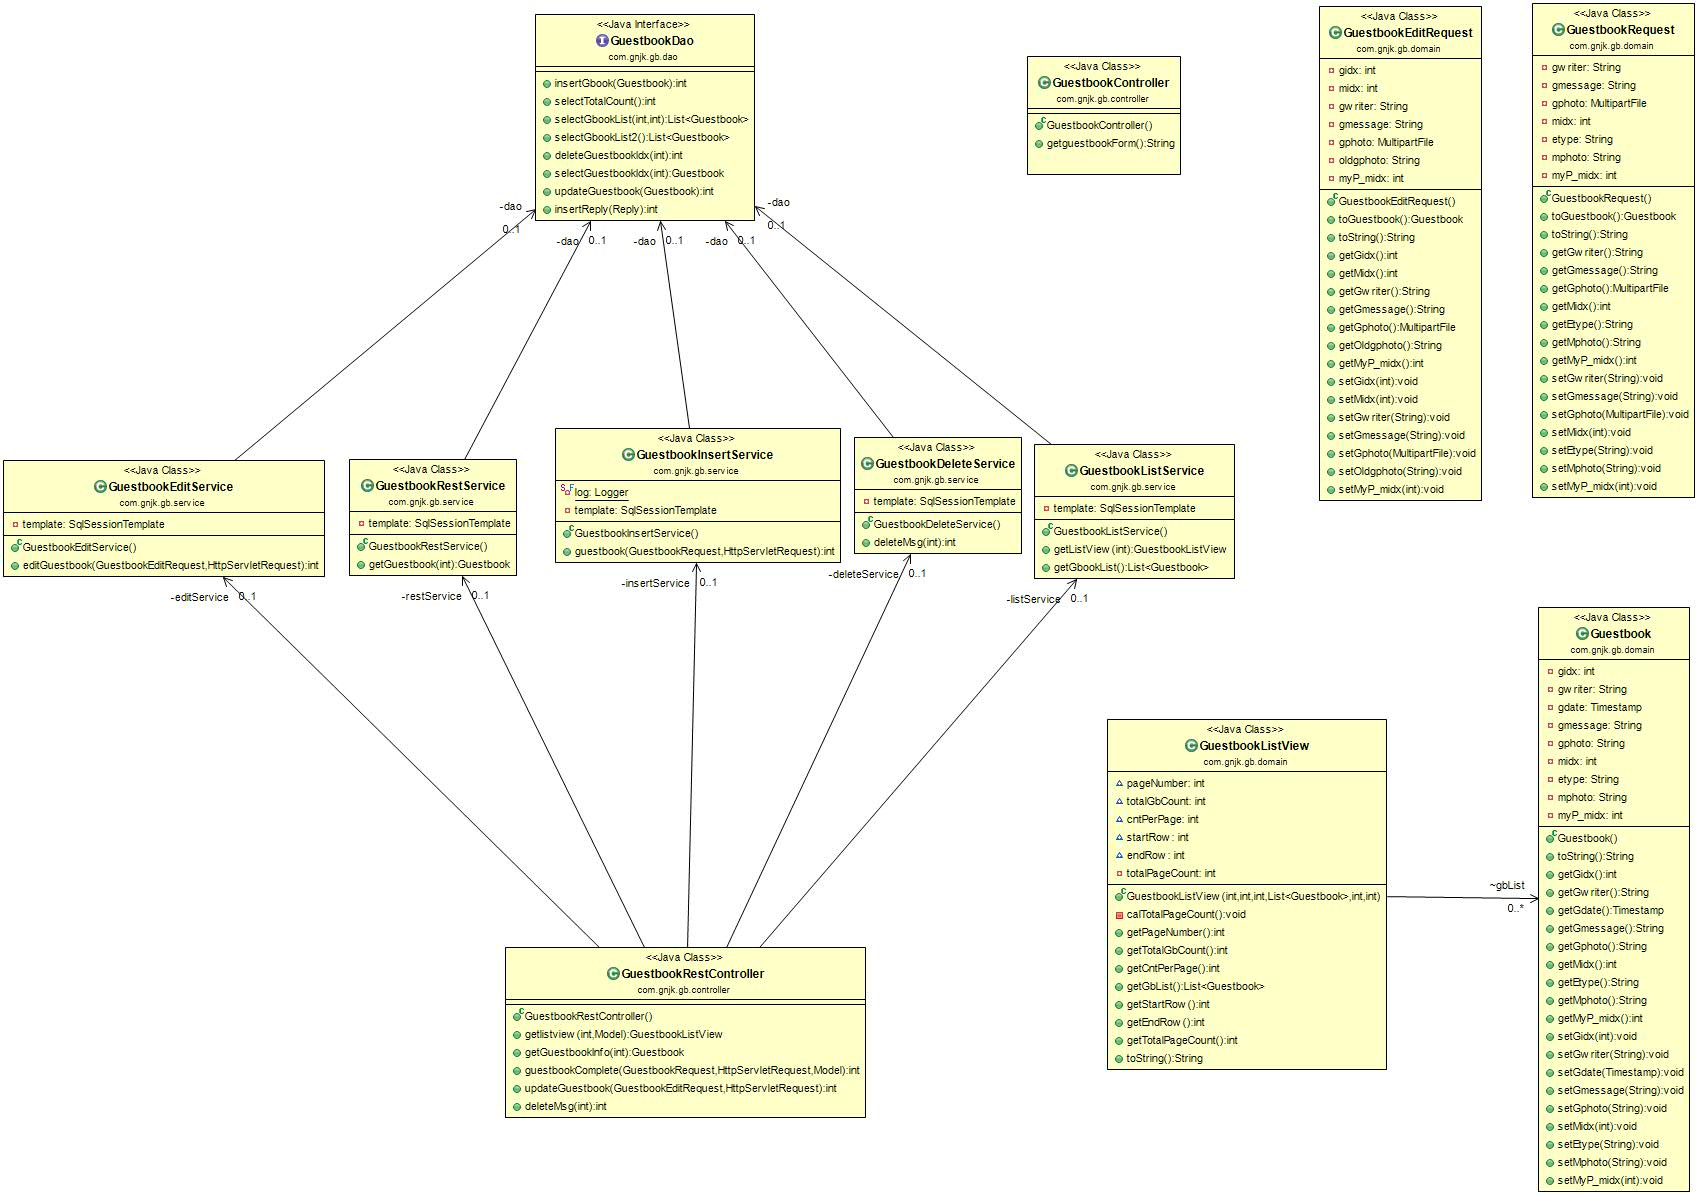 <<Java Interface>>
GuestbookDao
com.gnjk.gb.dao
insertGbook(Guestbook):int
selectTotalCount():int
selectGbookList(int,int):List<Guestbook>
selectGbookList2():List<Guestbook>
deleteGuestbookIdx(int):int
selectGuestbookIdx(int):Guestbook
updateGuestbook(Guestbook):int
insertReply(Reply):int
<<Java Class>>
GuestbookController
com.gnjk.gb.controller
GuestbookController()
getguestbookForm():String
<<Java Class>>
GuestbookEditRequest
com.gnjk.gb.domain
gidx: int
midx: int
gwriter: String
gmessage: String
gphoto: MultipartFile
oldgphoto: String
myP_midx: int
GuestbookEditRequest()
toGuestbook():Guestbook
toString():String
getGidx():int
getMidx():int
getGwriter():String
getGmessage():String
getGphoto():MultipartFile
getOldgphoto():String
getMyP_midx():int
setGidx(int):void
setMidx(int):void
setGwriter(String):void
setGmessage(String):void
setGphoto(MultipartFile):void
setOldgphoto(String):void
setMyP_midx(int):void
<<Java Class>>
GuestbookRequest
com.gnjk.gb.domain
gwriter: String
gmessage: String
gphoto: MultipartFile
midx: int
etype: String
mphoto: String
myP_midx: int
GuestbookRequest()
toGuestbook():Guestbook
toString():String
getGwriter():String
getGmessage():String
getGphoto():MultipartFile
getMidx():int
getEtype():String
getMphoto():String
getMyP_midx():int
setGwriter(String):void
setGmessage(String):void
setGphoto(MultipartFile):void
setMidx(int):void
setEtype(String):void
setMphoto(String):void
setMyP_midx(int):void
-dao
0..1
-dao 0..1
-dao 0..1
-dao 0..1
-dao
0..1
<<Java Class>>
GuestbookEditService
com.gnjk.gb.service
template: SqlSessionTemplate
GuestbookEditService()
editGuestbook(GuestbookEditRequest,HttpServletRequest):int
<<Java Class>>
GuestbookRestService
com.gnjk.gb.service
template: SqlSessionTemplate
GuestbookRestService()
getGuestbook(int):Guestbook
<<Java Class>>
GuestbookInsertService
com.gnjk.gb.service
log: Logger
template: SqlSessionTemplate
GuestbookInsertService()
guestbook(GuestbookRequest,HttpServletRequest):int
<<Java Class>>
GuestbookDeleteService
com.gnjk.gb.service
template: SqlSessionTemplate
GuestbookDeleteService()
deleteMsg(int):int
<<Java Class>>
GuestbookListService
com.gnjk.gb.service
template: SqlSessionTemplate
GuestbookListService()
getListView(int):GuestbookListView
getGbookList():List<Guestbook>
-editService 0..1
-restService 0..1
-insertService 0..1
-deleteService 0..1
-listService 0..1
<<Java Class>>
GuestbookRestController
com.gnjk.gb.controller
GuestbookRestController()
getlistview(int,Model):GuestbookListView
getGuestbookInfo(int):Guestbook
guestbookComplete(GuestbookRequest,HttpServletRequest,Model):int
updateGuestbook(GuestbookEditRequest,HttpServletRequest):int
deleteMsg(int):int
<<Java Class>>
GuestbookListView
com.gnjk.gb.domain
pageNumber: int
totalGbCount: int
cntPerPage: int
startRow: int
endRow: int
totalPageCount: int
GuestbookListView(int,int,int,List<Guestbook>,int,int)
calTotalPageCount():void
getPageNumber():int
getTotalGbCount():int
getCntPerPage():int
getGbList():List<Guestbook>
getStartRow():int
getEndRow():int
getTotalPageCount():int
toString():String
~gbList
0..*
<<Java Class>>
Guestbook
com.gnjk.gb.domain
gidx: int
gwriter: String
gdate: Timestamp
gmessage: String
gphoto: String
midx: int
etype: String
mphoto: String
myP_midx: int
Guestbook()
toString():String
getGidx():int
getGwriter():String
getGdate():Timestamp
getGmessage():String
getGphoto():String
getMidx():int
getEtype():String
getMphoto():String
getMyP_midx():int
setGidx(int):void
setGwriter(String):void
setGdate(Timestamp):void
setGmessage(String):void
setGphoto(String):void
setMidx(int):void
setEtype(String):void
setMphoto(String):void
setMyP_midx(int):void